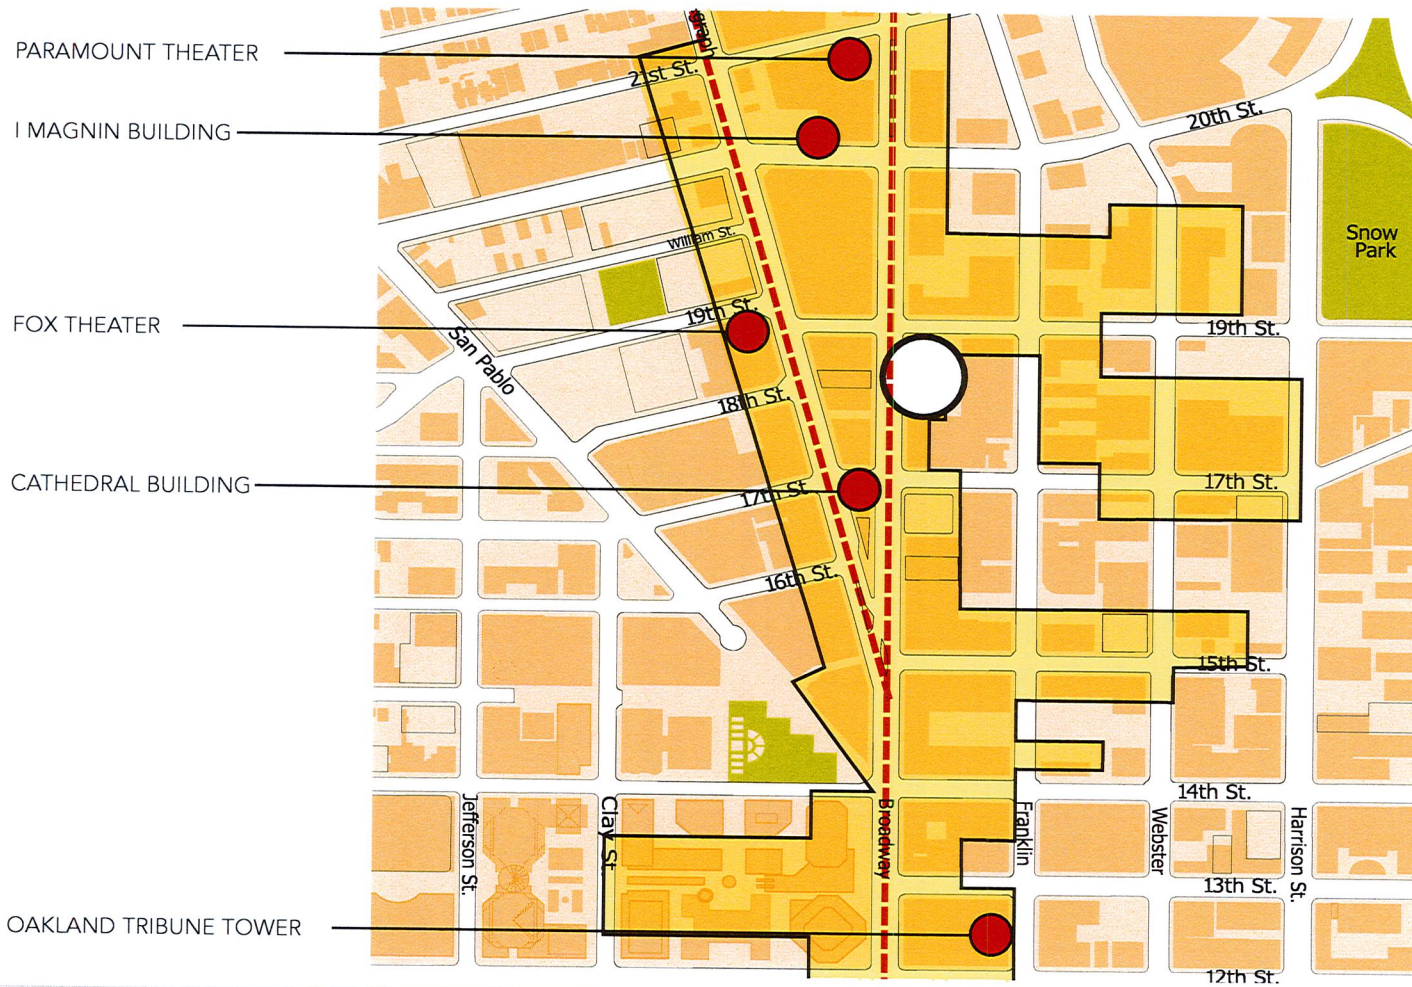 PARAMOUNT THEATER
I MAGNIN BUILDING
FOX THEATER
CATHEDRAL BUILDING
OAKLAND TRIBUNE TOWER
21st St.
20th St.
William St.
Snow
Park
19th St.
19th St.
San Pablo
18th St.
17th St
17th St.
16th St.
15th St.
14th St.
Jefferson St.
Clay St.
Broadway
Franklin
Webster
Harrison St.
13th St.
12th St.